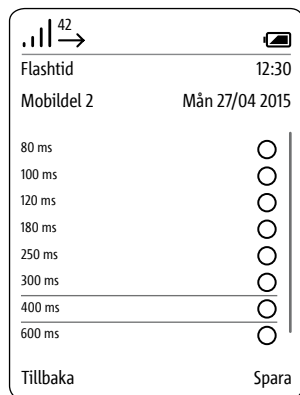 42
Flashtid 12:30
Mobildel 2 Mån 27/04 2015
80 ms
100 ms
120 ms
180 ms
250 ms
300 ms
400 ms
600 ms
Tillbaka Spara